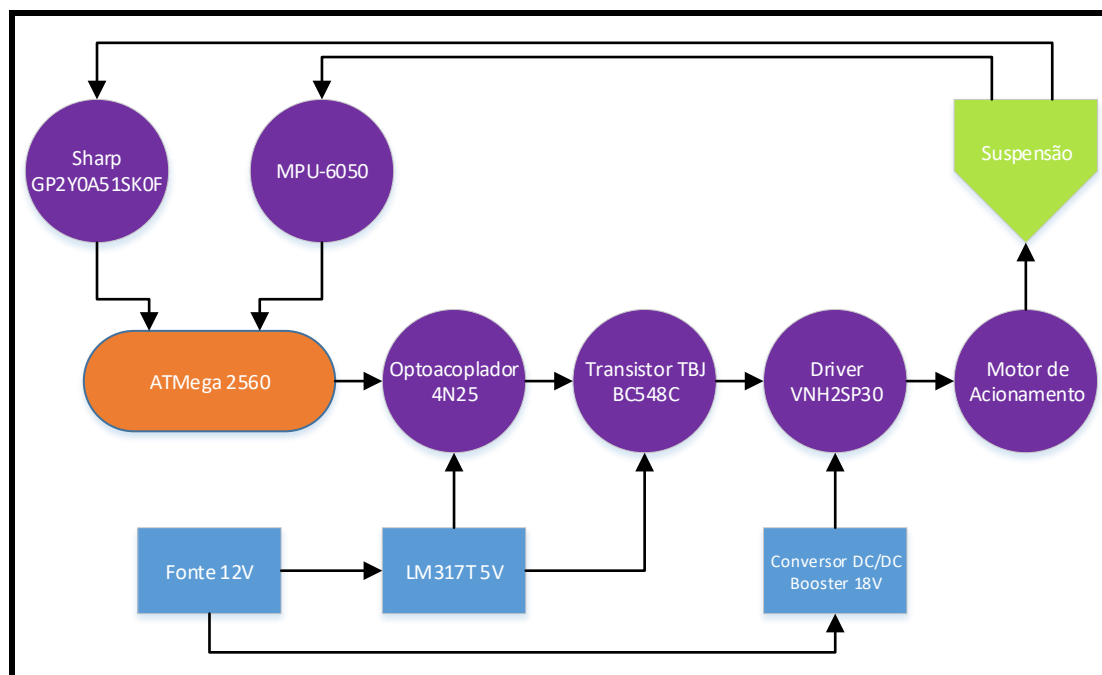 Sharp
GP2Y0A51SK0F
MPU-6050
Suspensão
ATMega 2560
Optoacoplador
4N25
Transistor TBJ
BC548C
Driver
VNH2SP30
Motor de
Acionamento
Fonte 12V
LM317T 5V
Conversor DC/DC
Booster 18V